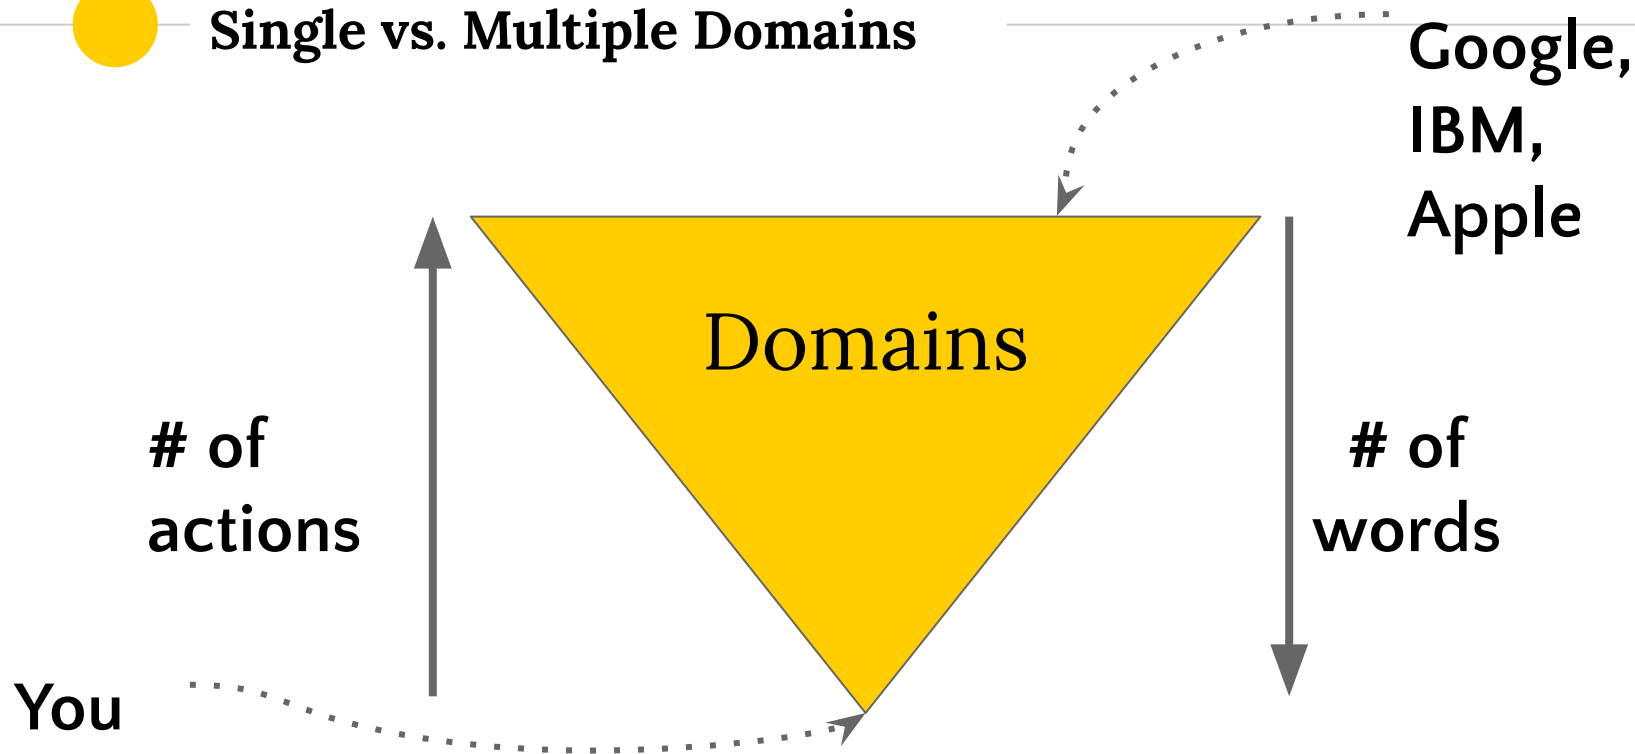 Single vs. Multiple Domains
Google,
IBM,
Apple
Domains
# of
actions
# of
words
You